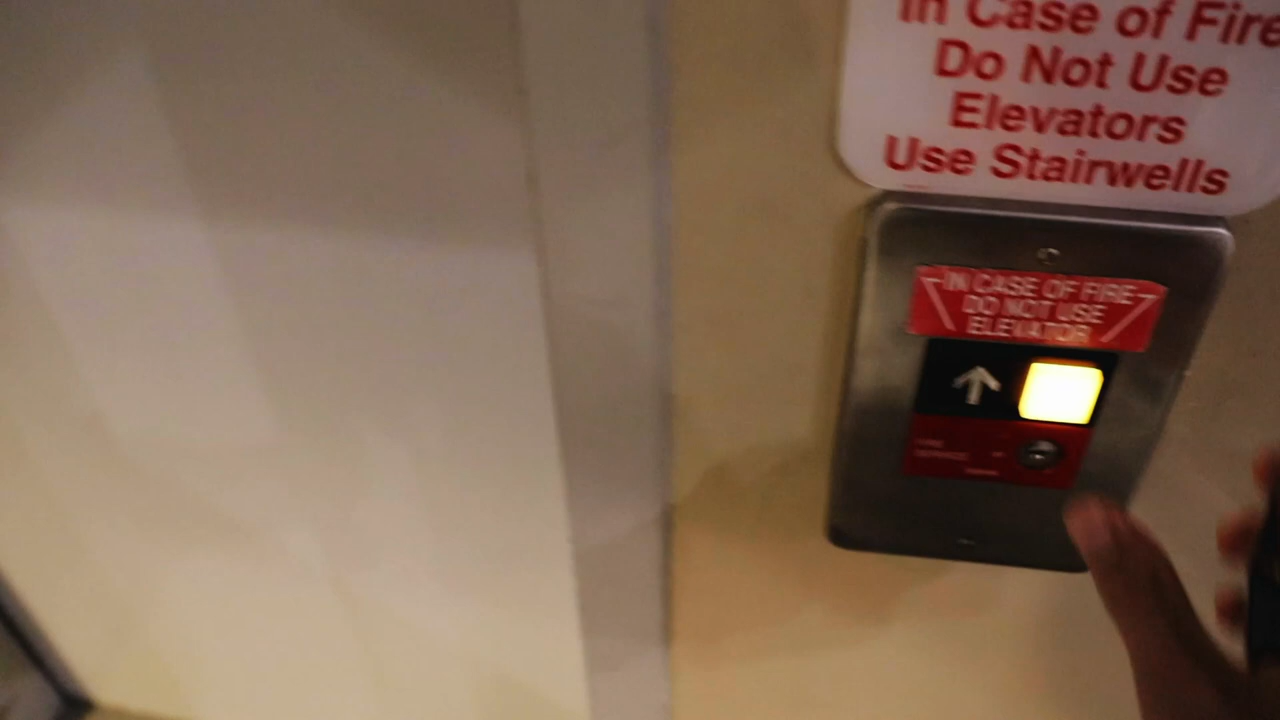 In Case of Fire
Do Not Use
Elevators
Use Stairwells
IN CASE OF FIRE
DO NOT USE
ELEVATOR